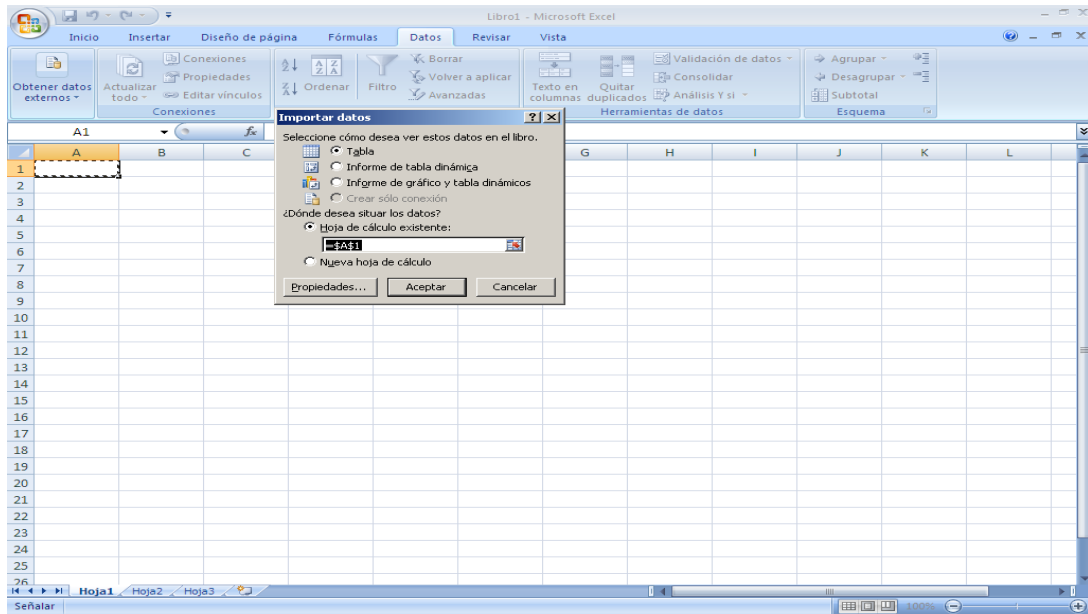 Libro1 - Microsoft Excel
Inicio Insertar Diseño de página Fórmulas Datos Revisar Vista
Obtener datos externos
Actualizar todo
Conexiones
Propiedades
Editar vínculos
Conexiones
Ordenar
Filtro
Borrar
Volver a aplicar
Avanzadas
Texto en columnas
Quitar duplicados
Validación de datos
Consolidar
Análisis Y si
Herramientas de datos
Agrupar
Desagrupar
Subtotal
Esquema
A1 fx
Importar datos
Seleccione cómo desea ver estos datos en el libro.
Tabla
Informe de tabla dinámica
Informe de gráfico y tabla dinámicos
Crear sólo conexión
¿Dónde desea situar los datos?
Hoja de cálculo existente:
=$A$1
Nueva hoja de cálculo
Propiedades... Aceptar Cancelar
A B C G H I J K L
1
2
3
4
5
6
7
8
9
10
11
12
13
14
15
16
17
18
19
20
21
22
23
24
25
26
Hoja1 Hoja2 Hoja3
Señalar 100%